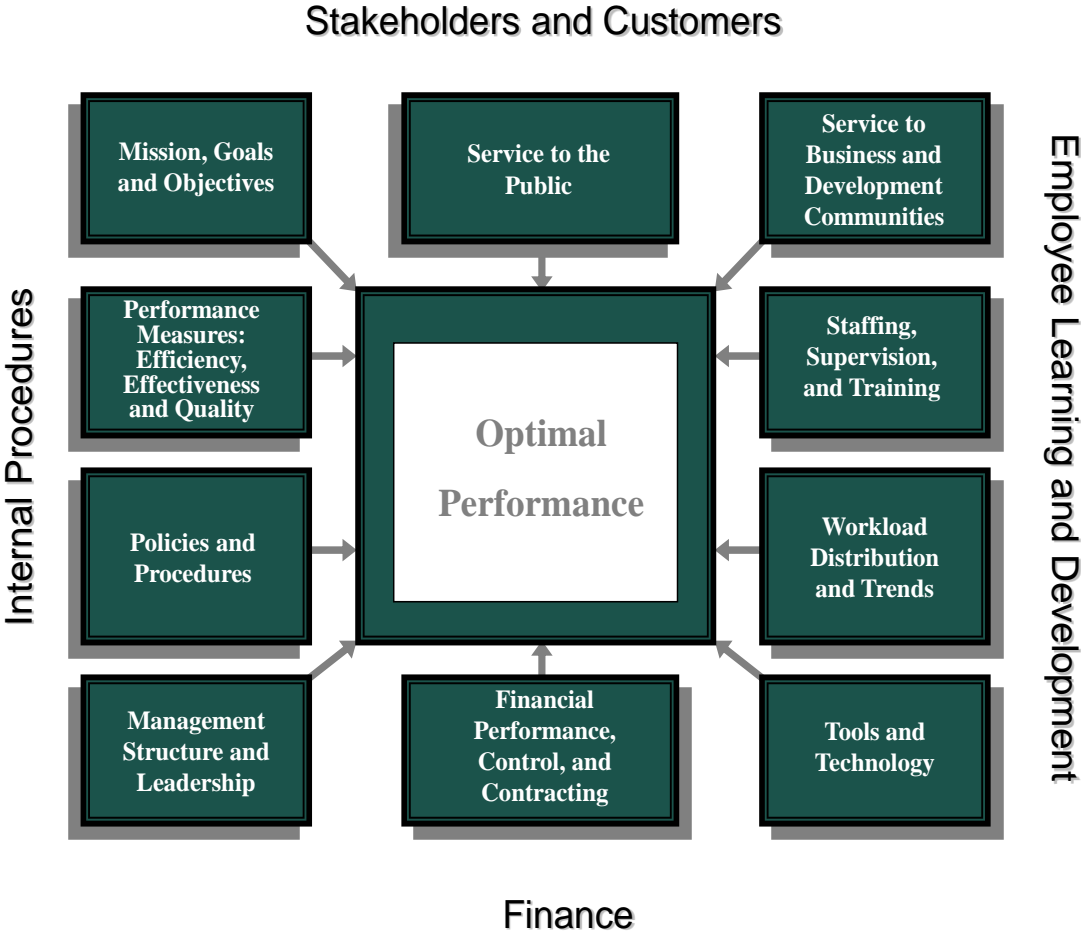 Stakeholders and Customers
Mission, Goals
and Objectives
Service to the
Public
Service to
Business and
Development
Communities
Internal Procedures
Employee Learning and Development
Performance
Measures:
Efficiency,
Effectiveness
and Quality
Optimal
Performance
Staffing,
Supervision,
and Training
Policies and
Procedures
Workload
Distribution
and Trends
Management
Structure and
Leadership
Financial
Performance,
Control, and
Contracting
Tools and
Technology
Finance